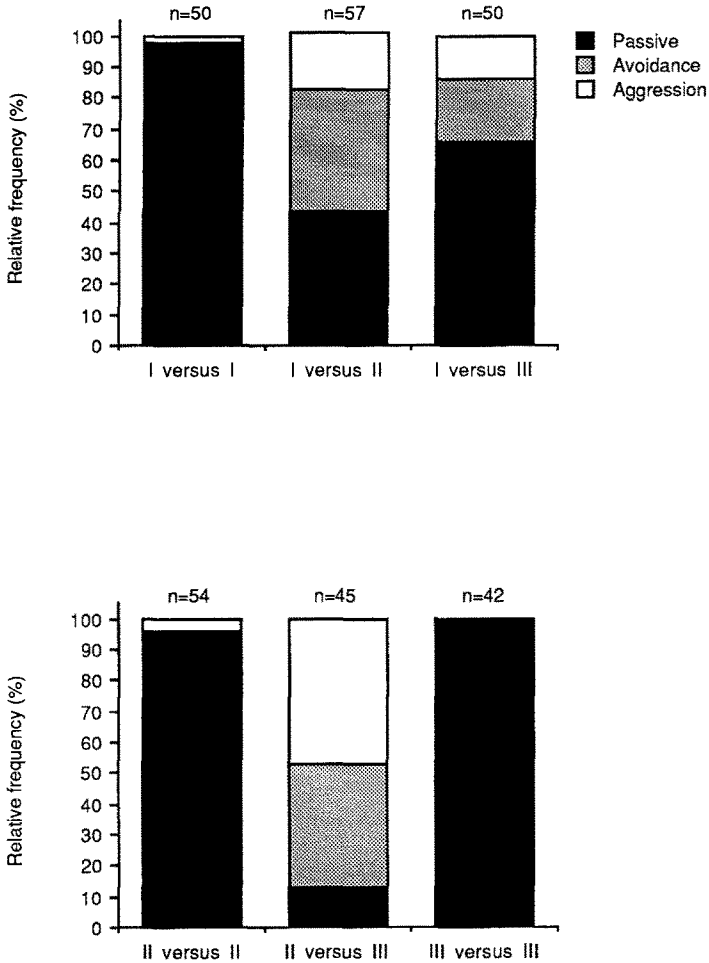 n=50 n=57 n=50
Passive
Avoidance
Aggression
Relative frequency (%)
100
90
80
70
60
50
40
30
20
10
0
I versus I I versus II I versus III
n=54 n=45 n=42
Relative frequency (%)
100
90
80
70
60
50
40
30
20
10
0
II versus II II versus III III versus III